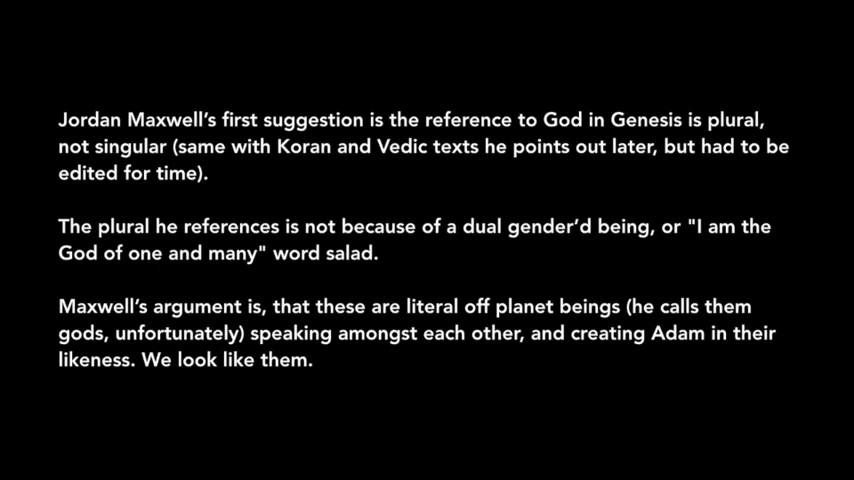 Jordan Maxwell’s first suggestion is the reference to God in Genesis is plural,
not singular (same with Koran and Vedic texts he points out later, but had to be
edited for time).
The plural he references is not because of a dual gender’d being, or "I am the
God of one and many" word salad.
Maxwell’s argument is, that these are literal off planet beings (he calls them
gods, unfortunately) speaking amongst each other, and creating Adam in their
likeness. We look like them.